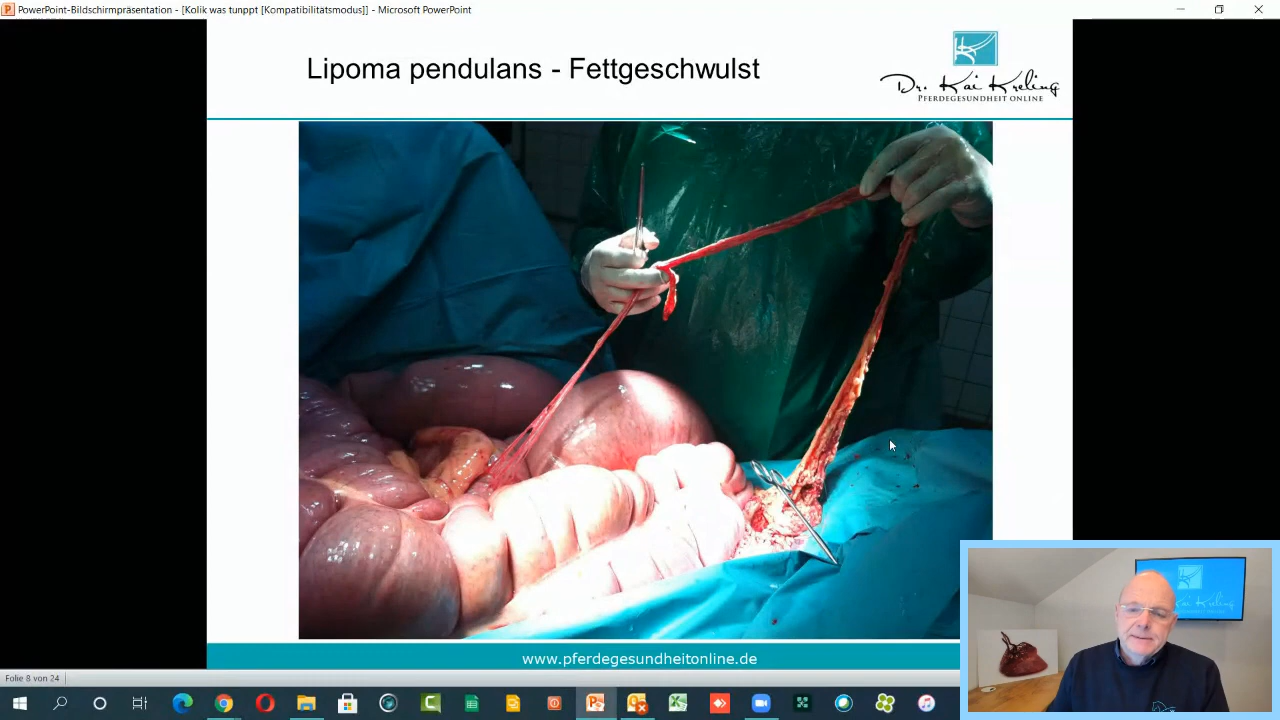 PowerPoint-Bildschirmpräsentation - [Kolik was tunppt [Kompatibilitätsmodus]] - Microsoft PowerPoint
Lipoma pendulans - Fettgeschwulst
Dr. Kai Kreling
PFERDEGESUNDHEIT ONLINE
www.pferdegesundheitonline.de
Folie 8 von 24